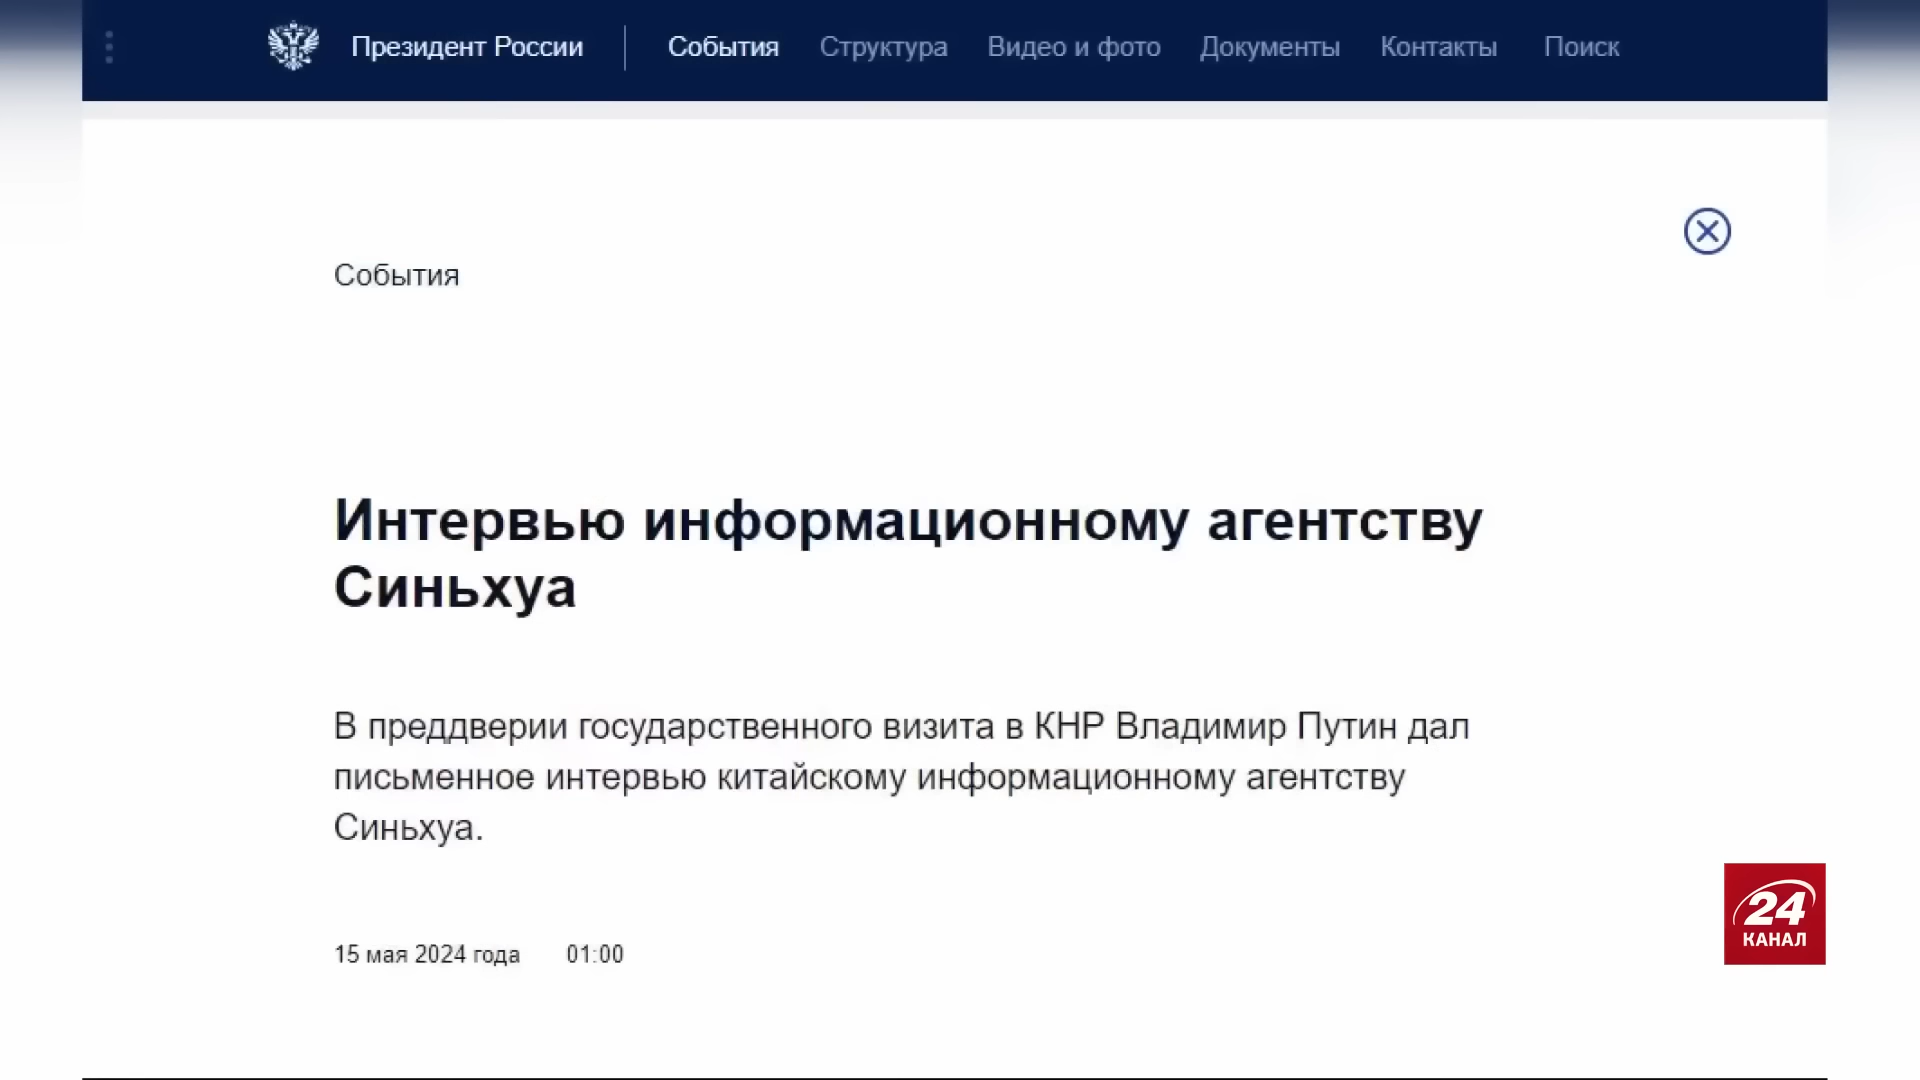 Президент России
События
Структура
Видео и фото
Документы
Контакты
Поиск
События
Интервью информационному агентству
Синьхуа
В преддверии государственного визита в КНР Владимир Путин дал
письменное интервью китайскому информационному агентству
Синьхуа.
15 мая 2024 года 01:00
24
КАНАЛ